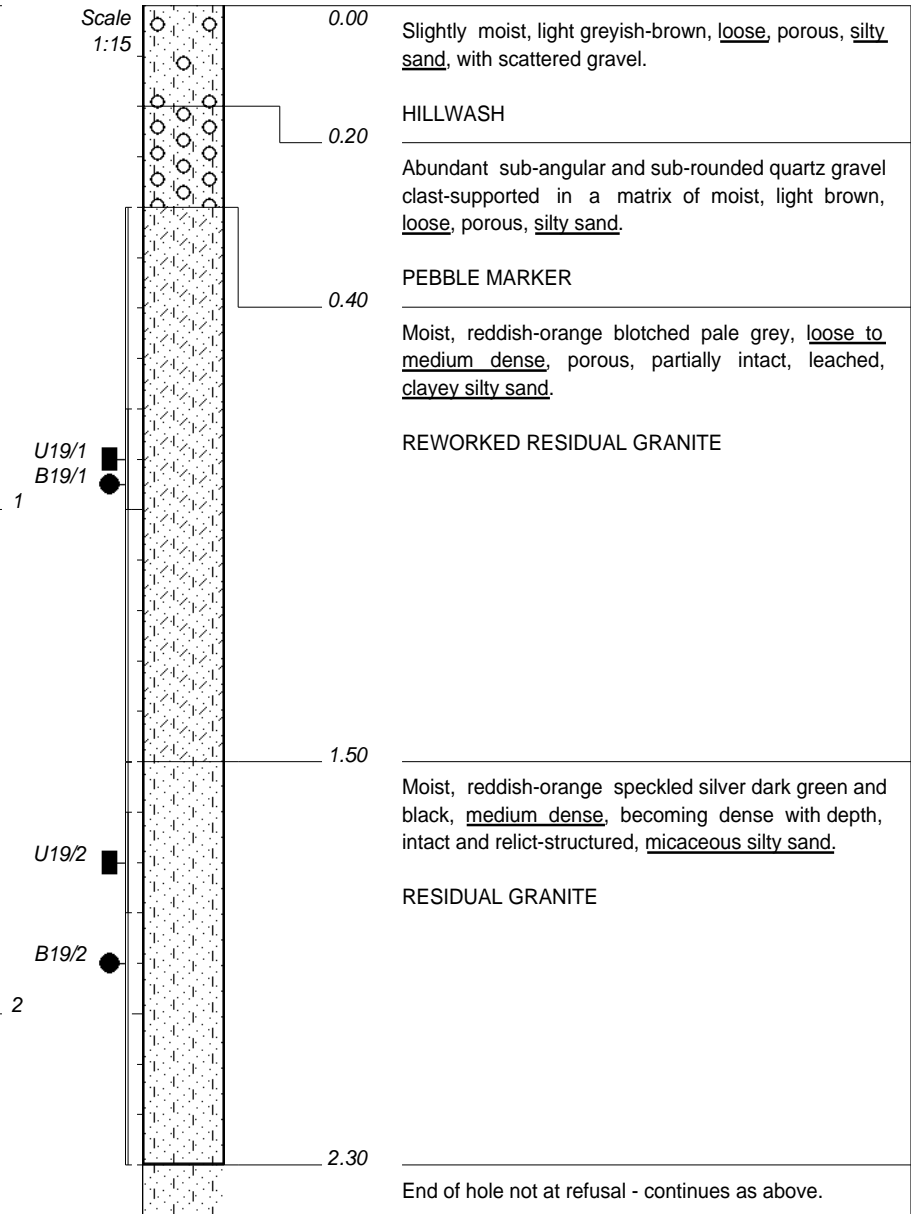 Scale
1:15
0.00
Slightly moist, light greyish-brown, loose, porous, silty
sand, with scattered gravel.
HILLWASH
0.20
Abundant sub-angular and sub-rounded quartz gravel
clast-supported in a matrix of moist, light brown,
loose, porous, silty sand.
PEBBLE MARKER
0.40
Moist, reddish-orange blotched pale grey, loose to
medium dense, porous, partially intact, leached,
clayey silty sand.
REWORKED RESIDUAL GRANITE
U19/1
B19/1
1
1.50
Moist, reddish-orange speckled silver dark green and
black, medium dense, becoming dense with depth,
intact and relict-structured, micaceous silty sand.
RESIDUAL GRANITE
U19/2
B19/2
2
2.30
End of hole not at refusal - continues as above.